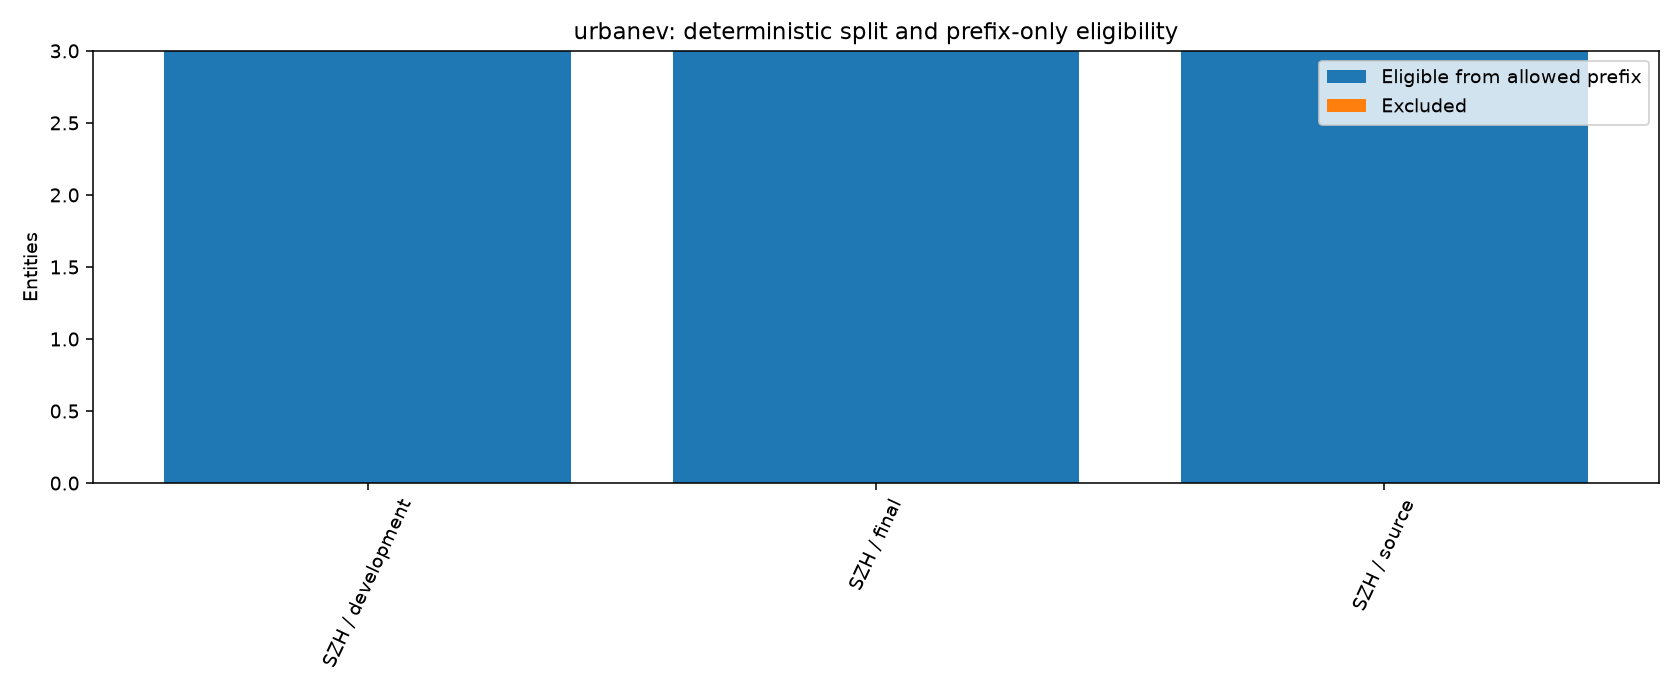 urbanev: deterministic split and prefix-only eligibility
3.0
2.5
2.0
1.5
1.0
0.5
0.0
Entities
Eligible from allowed prefix
Excluded
SZH / development
SZH / final
SZH / source